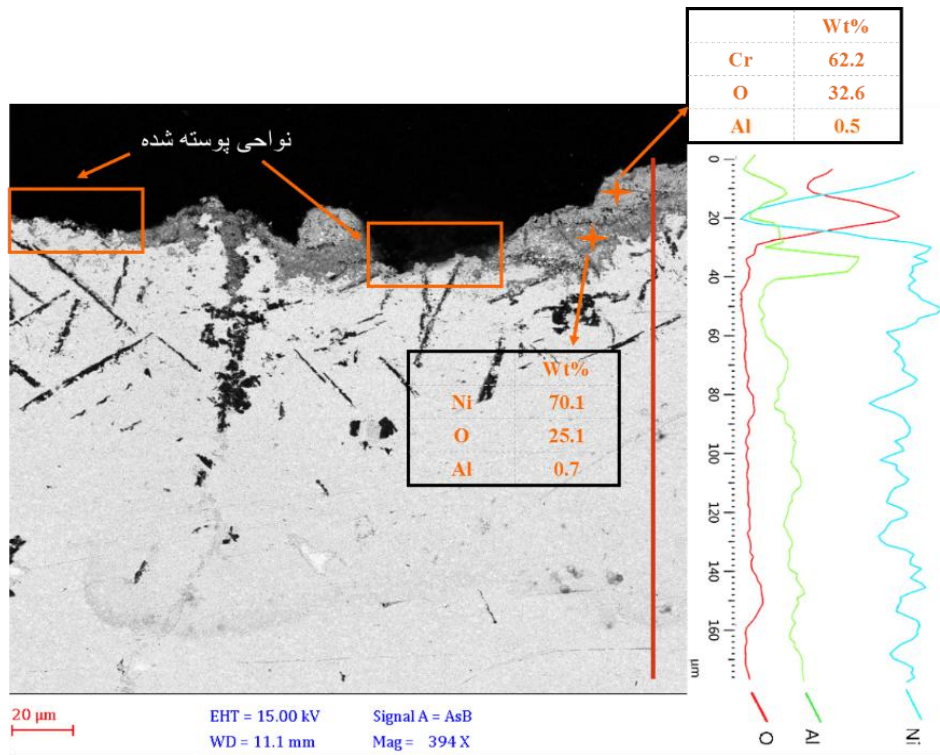 Wt%
Cr 62.2
O 32.6
Al 0.5
نواحی پوسته شده
Wt%
Ni 70.1
O 25.1
Al 0.7
0
20
40
60
80
100
120
140
160
µm
O Al Ni
20 µm
EHT = 15.00 kV Signal A = AsB
WD = 11.1 mm Mag = 394 X